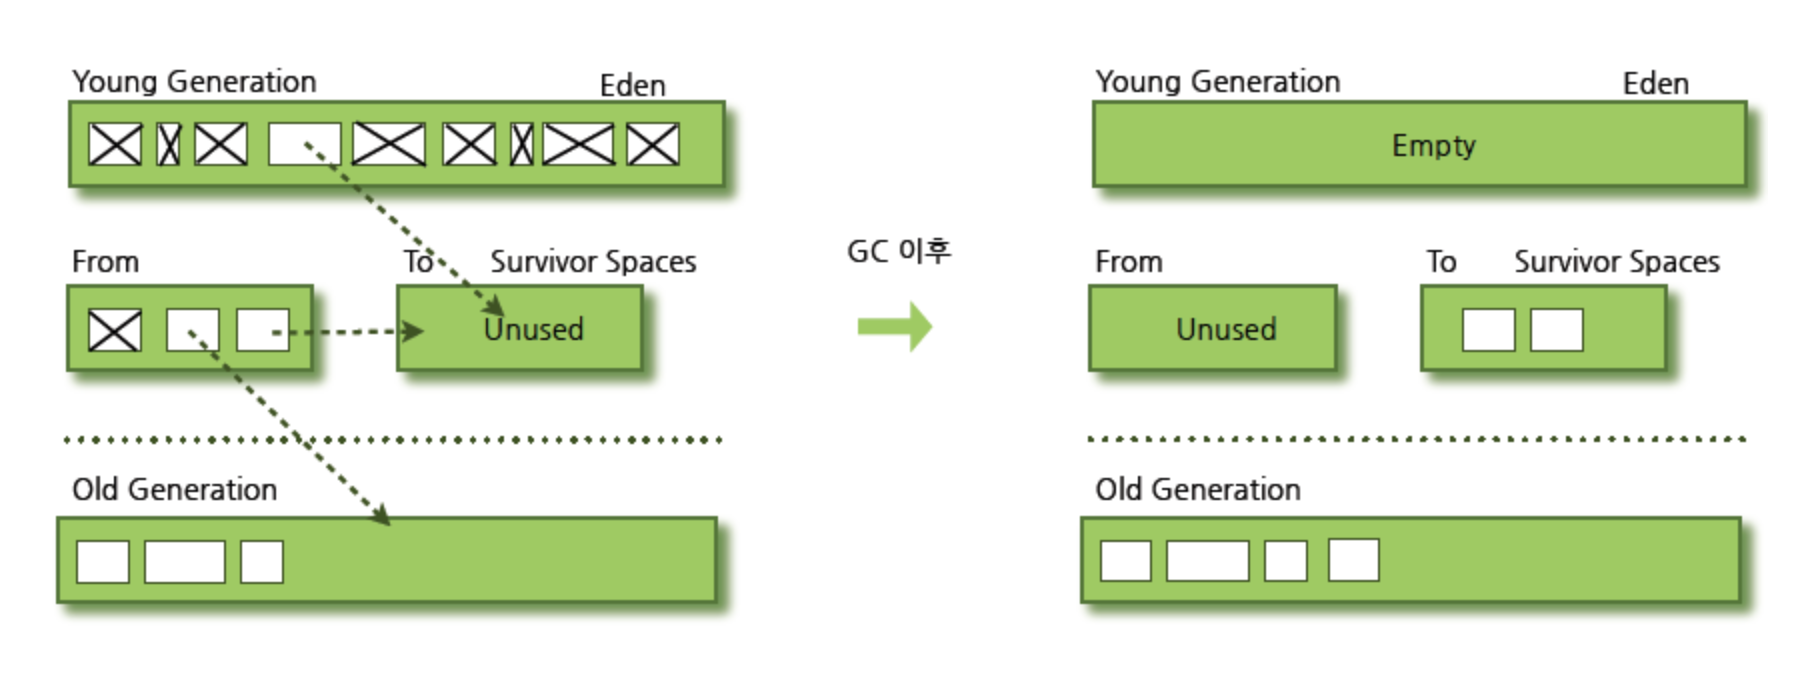 Young Generation
Eden
From
To
Survivor Spaces
Unused
Old Generation
GC 이후
Young Generation
Eden
Empty
From
To
Survivor Spaces
Unused
Old Generation